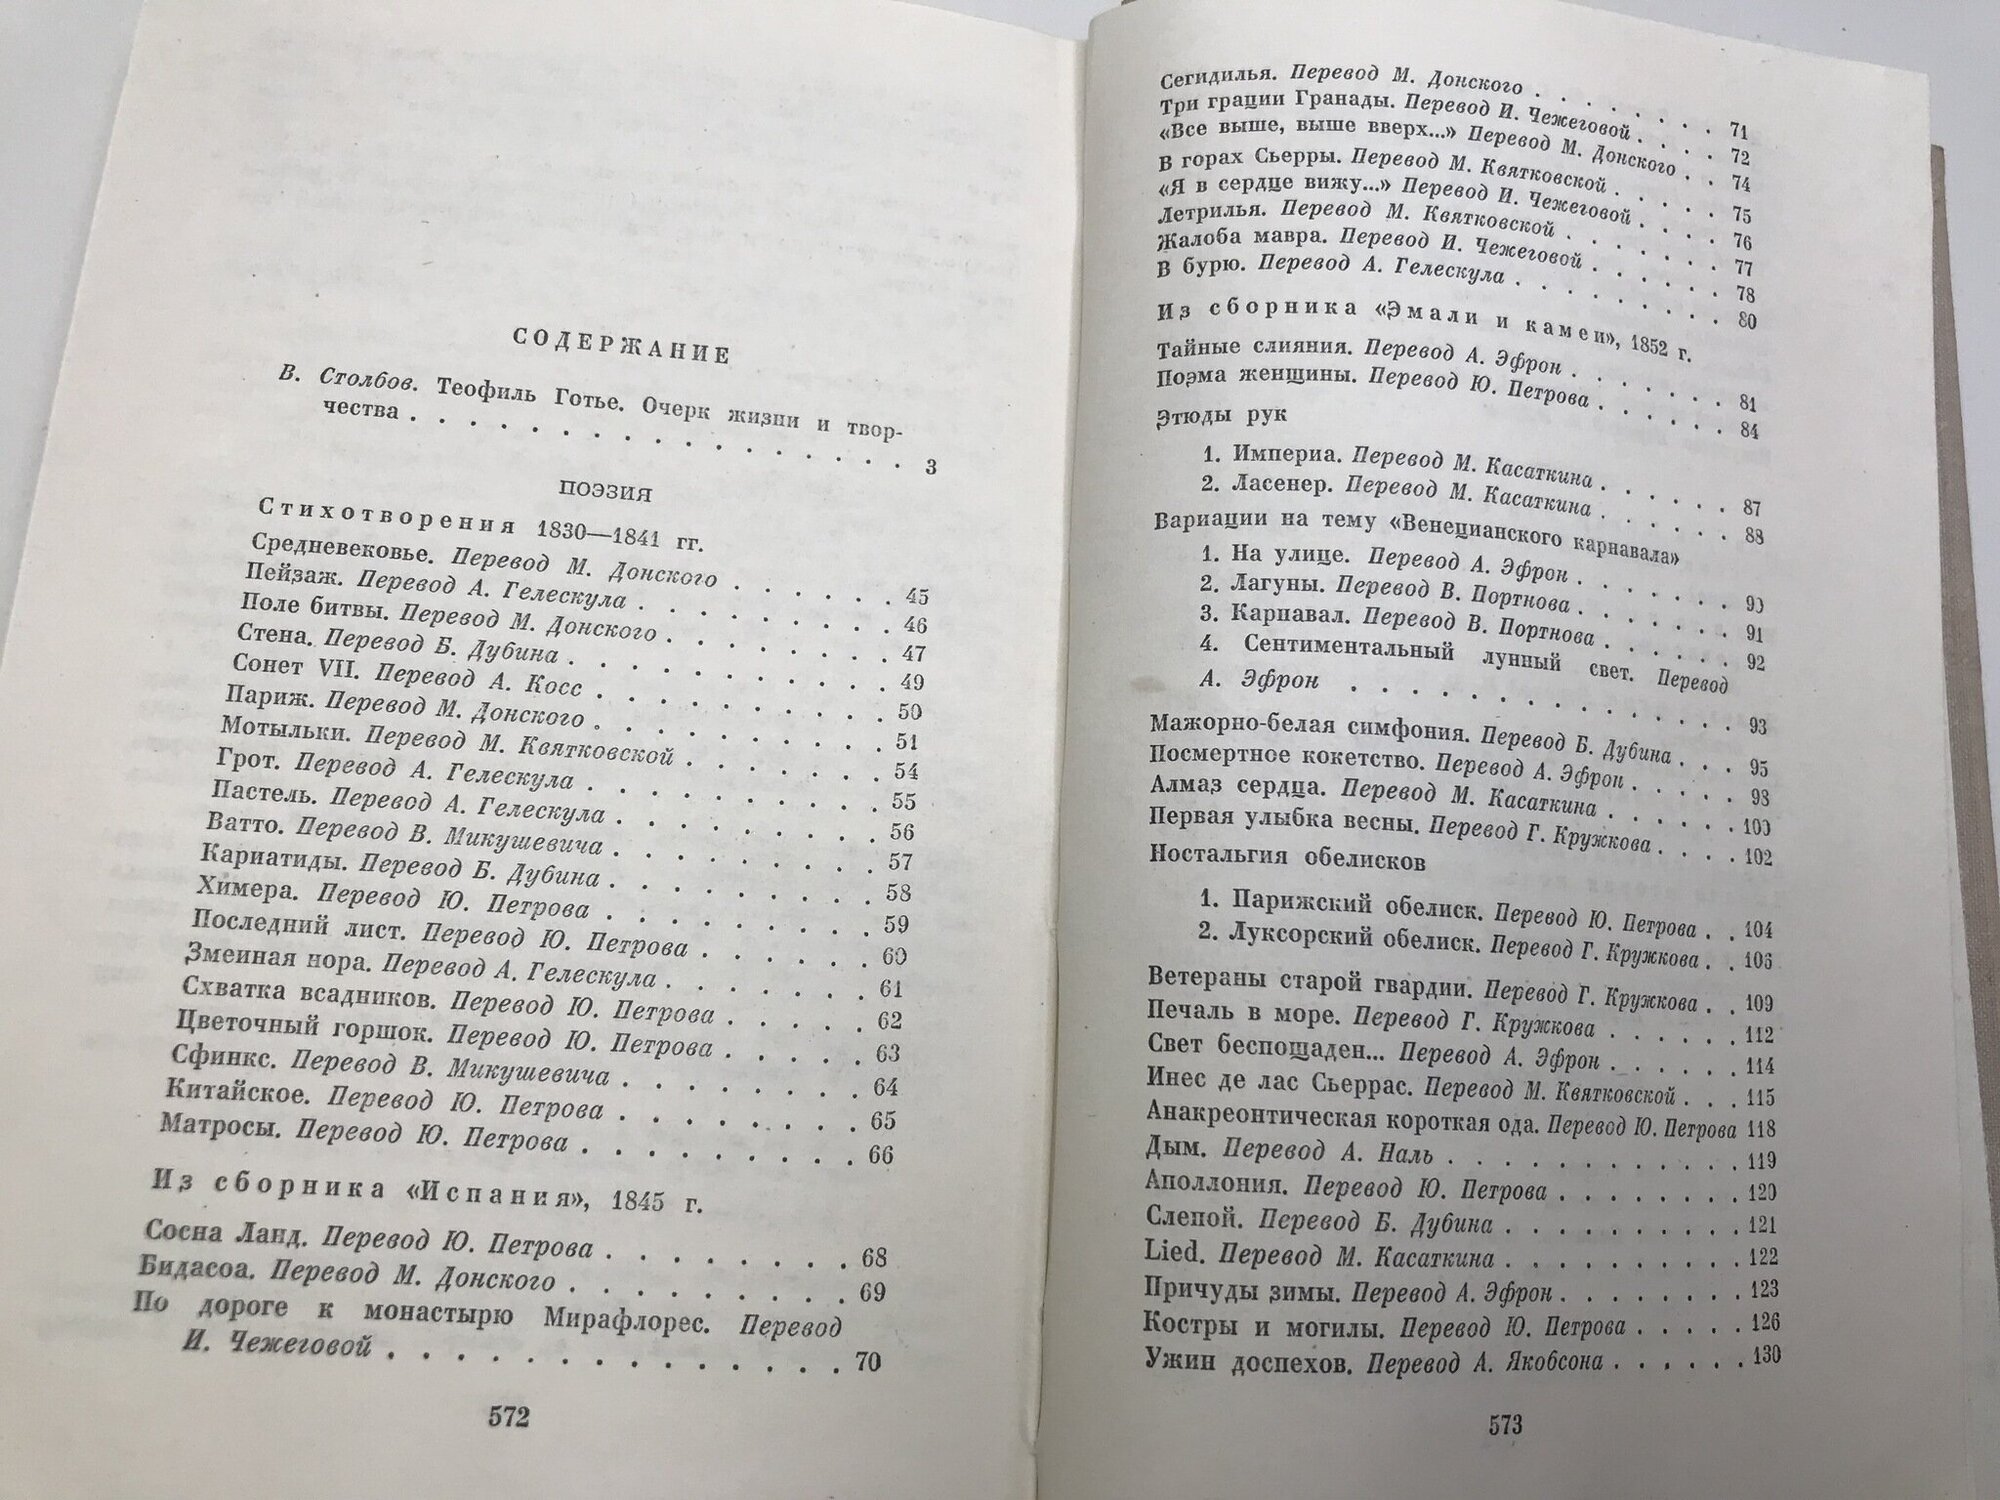 СОДЕРЖАНИЕ
В. Столбов. Теофиль Готье. Очерк жизни и твор-
чества . . . . . . . . . . . . . . . . . 3
ПОЭЗИЯ
Стихотворения 1830—1841 гг.
Средневековье. Перевод М. Донского . . . . . . 45
Пейзаж. Перевод А. Гелескула . . . . . . . . 46
Поле битвы. Перевод М. Донского . . . . . . . 47
Стена. Перевод Б. Дубина . . . . . . . . . . 49
Сонет VII. Перевод А. Косс . . . . . . . . . 50
Париж. Перевод М. Донского . . . . . . . . . 51
Мотыльки. Перевод М. Квятковской . . . . . . 54
Грот. Перевод А. Гелескула . . . . . . . . . 55
Пастель. Перевод А. Гелескула . . . . . . . . 56
Ватто. Перевод В. Микушевича . . . . . . . . 57
Кариатиды. Перевод Б. Дубина . . . . . . . . 58
Химера. Перевод Ю. Петрова . . . . . . . . . 59
Последний лист. Перевод Ю. Петрова . . . . . . 60
Змеиная нора. Перевод А. Гелескула . . . . . . 61
Схватка всадников. Перевод Ю. Петрова . . . . . 62
Цветочный горшок. Перевод Ю. Петрова . . . . . 63
Сфинкс. Перевод В. Микушевича . . . . . . . . 64
Китайское. Перевод Ю. Петрова . . . . . . . . 65
Матросы. Перевод Ю. Петрова . . . . . . . . . 66
Из сборника «Испания», 1845 г.
Сосна Ланд. Перевод Ю. Петрова . . . . . . . 68
Бидасоа. Перевод М. Донского . . . . . . . . 69
По дороге к монастырю Мирафлорес. Перевод
И. Чежеговой . . . . . . . . . . . . . . 70
572
Сегидилья. Перевод М. Донского . . . . . . . . 71
Три грации Гранады. Перевод И. Чежеговой . . . . 72
«Все выше, выше вверх...» Перевод М. Донского . . 74
В горах Сьерры. Перевод М. Квятковской . . . . . 75
«Я в сердце вижу...» Перевод И. Чежеговой . . . . 76
Летрилья. Перевод М. Квятковской . . . . . . . 77
Жалоба мавра. Перевод И. Чежеговой . . . . . . 78
В бурю. Перевод А. Гелескула . . . . . . . . . 80
Из сборника «Эмали и камеи», 1852 г.
Тайные слияния. Перевод А. Эфрон . . . . . . . 81
Поэма женщины. Перевод Ю. Петрова . . . . . . 84
Этюды рук
1. Империа. Перевод М. Касаткина . . . . . . 87
2. Ласенер. Перевод М. Касаткина . . . . . . 88
Вариации на тему «Венецианского карнавала»
1. На улице. Перевод А. Эфрон . . . . . . . 90
2. Лагуны. Перевод В. Портнова . . . . . . . 91
3. Карнавал. Перевод В. Портнова . . . . . . 92
4. Сентиментальный лунный свет. Перевод
А. Эфрон . . . . . . . . . . . . . . 93
Мажорно-белая симфония. Перевод Б. Дубина . . . 95
Посмертное кокетство. Перевод А. Эфрон . . . . . 98
Алмаз сердца. Перевод М. Касаткина . . . . . . 100
Первая улыбка весны. Перевод Г. Кружкова . . . . 102
Ностальгия обелисков
1. Парижский обелиск. Перевод Ю. Петрова . . 104
2. Луксорский обелиск. Перевод Г. Кружкова . . 106
Ветераны старой гвардии. Перевод Г. Кружкова . . 109
Печаль в море. Перевод Г. Кружкова . . . . . . 112
Свет беспощаден... Перевод А. Эфрон . . . . . . 114
Инес де лас Сьеррас. Перевод М. Квятковской . . . 115
Анакреонтическая короткая ода. Перевод Ю. Петрова 118
Дым. Перевод А. Наль . . . . . . . . . . . . 119
Аполлония. Перевод Ю. Петрова . . . . . . . . 120
Слепой. Перевод Б. Дубина . . . . . . . . . . 121
Lied. Перевод М. Касаткина . . . . . . . . . . 122
Причуды зимы. Перевод А. Эфрон . . . . . . . . 123
Костры и могилы. Перевод Ю. Петрова . . . . . . 126
Ужин доспехов. Перевод А. Якобсона . . . . . . 130
573